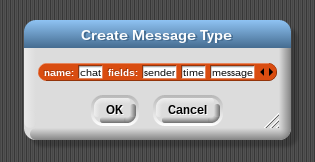 Create Message Type
name: chat fields: sender time message
OK Cancel